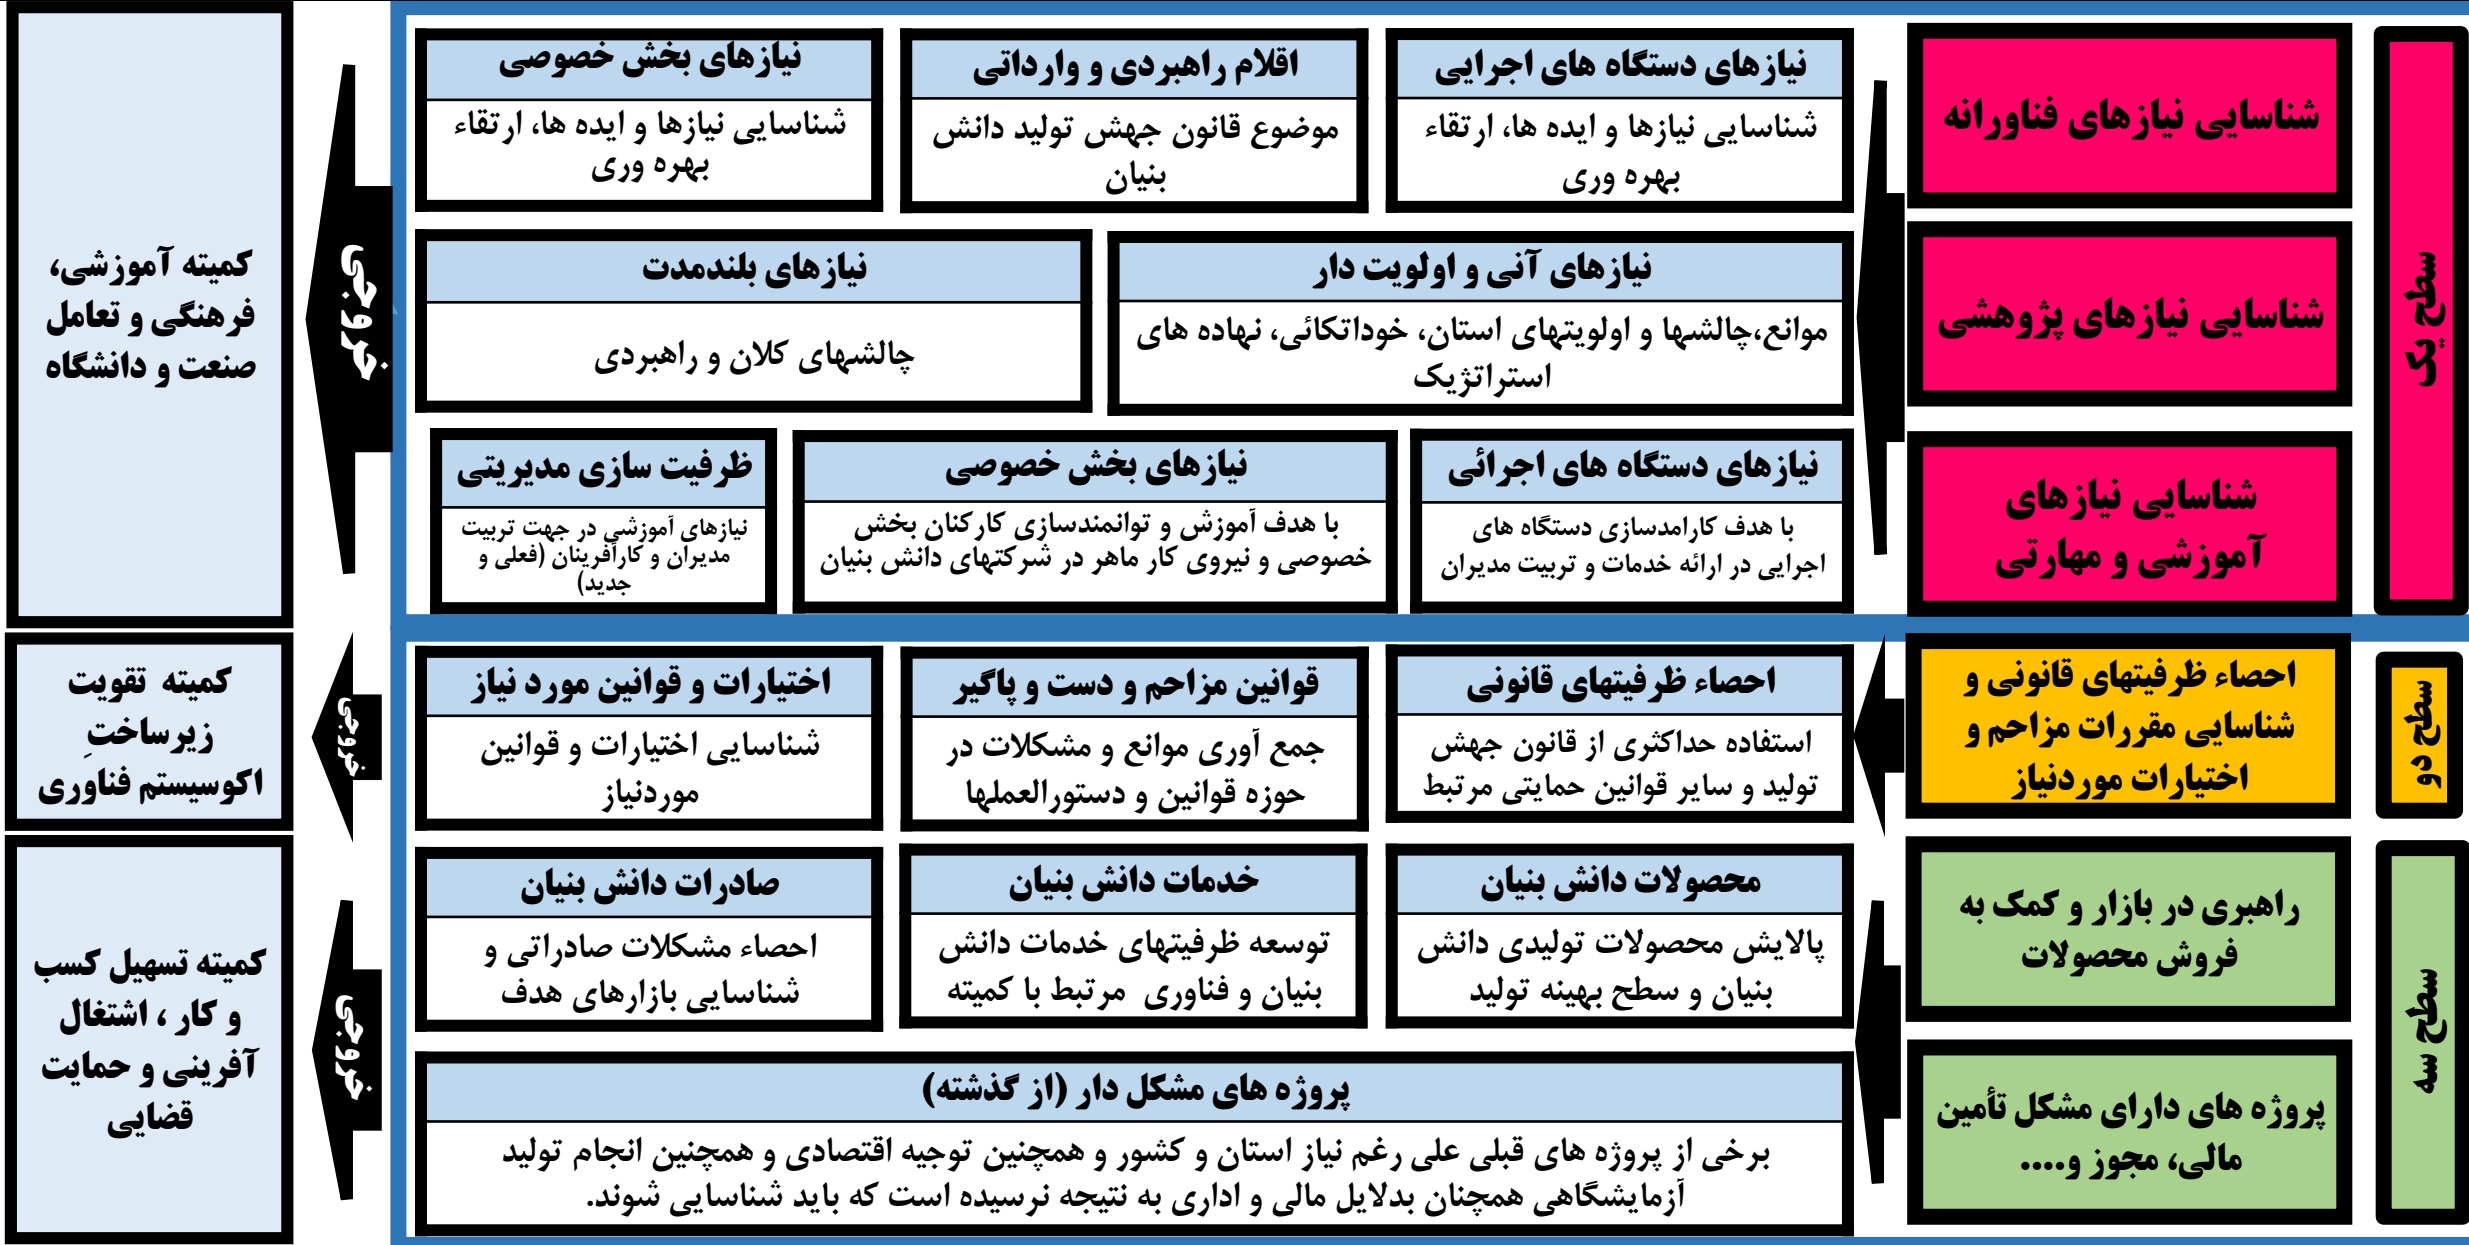 سطح یک
شناسایی نیازهای فناورانه
نیازهای دستگاه های اجرایی
شناسایی نیازها و ایده ها، ارتقاء
بهره وری
اقلام راهبردی و وارداتی
موضوع قانون جهش تولید دانش
بنیان
نیازهای بخش خصوصی
شناسایی نیازها و ایده ها، ارتقاء
بهره وری
شناسایی نیازهای پژوهشی
نیازهای آنی و اولویت دار
موانع،چالشها و اولویتهای استان، خوداتکائی، نهاده های
استراتژیک
نیازهای بلندمدت
چالشهای کلان و راهبردی
شناسایی نیازهای
آموزشی و مهارتی
نیازهای دستگاه های اجرائی
با هدف کارامدسازی دستگاه های
اجرایی در ارائه خدمات و تربیت مدیران
نیازهای بخش خصوصی
با هدف آموزش و توانمندسازی کارکنان بخش
خصوصی و نیروی کار ماهر در شرکتهای دانش بنیان
ظرفیت سازی مدیریتی
نیازهای آموزشی در جهت تربیت
مدیران و کارآفرینان (فعلی و
جدید)
خروجی
کمیته آموزشی،
فرهنگی و تعامل
صنعت و دانشگاه
سطح دو
احصاء ظرفیتهای قانونی و
شناسایی مقررات مزاحم و
اختیارات موردنیاز
احصاء ظرفیتهای قانونی
استفاده حداکثری از قانون جهش
تولید و سایر قوانین حمایتی مرتبط
قوانین مزاحم و دست و پاگیر
جمع آوری موانع و مشکلات در
حوزه قوانین و دستورالعملها
اختیارات و قوانین مورد نیاز
شناسایی اختیارات و قوانین
موردنیاز
خروجی
کمیته تقویت
زیرساختِ
اکوسیستم فناوری
سطح سه
راهبری در بازار و کمک به
فروش محصولات
محصولات دانش بنیان
پالایش محصولات تولیدی دانش
بنیان و سطح بهینه تولید
خدمات دانش بنیان
توسعه ظرفیتهای خدمات دانش
بنیان و فناوری مرتبط با کمیته
صادرات دانش بنیان
احصاء مشکلات صادراتی و
شناسایی بازارهای هدف
پروژه های دارای مشکل تأمین
مالی، مجوز و....
پروژه های مشکل دار (از گذشته)
برخی از پروژه های قبلی علی رغم نیاز استان و کشور و همچنین توجیه اقتصادی و همچنین انجام تولید
آزمایشگاهی همچنان بدلایل مالی و اداری به نتیجه نرسیده است که باید شناسایی شوند.
خروجی
کمیته تسهیل کسب
و کار ، اشتغال
آفرینی و حمایت
قضایی